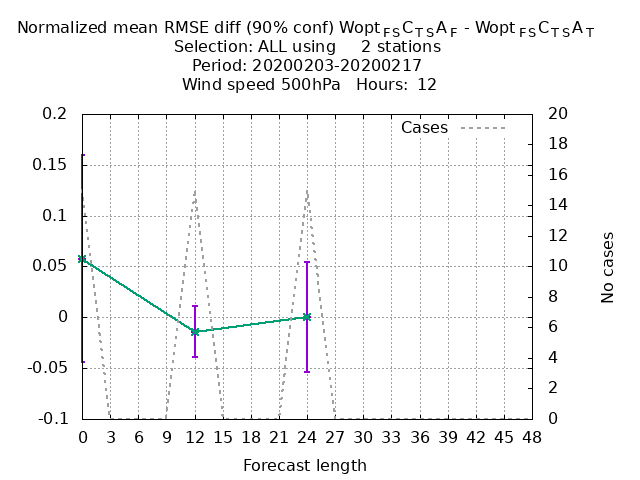 Normalized mean RMSE diff (90% conf) Wopt FS C TS A F - Wopt FS C TS A T
Selection: ALL using 2 stations
Period: 20200203-20200217
Wind speed 500hPa Hours: 12
Cases
0.2
0.15
0.1
0.05
0
-0.05
-0.1
20
18
16
14
12
10
8
6
4
2
0
No cases
0 3 6 9 12 15 18 21 24 27 30 33 36 39 42 45 48
Forecast length